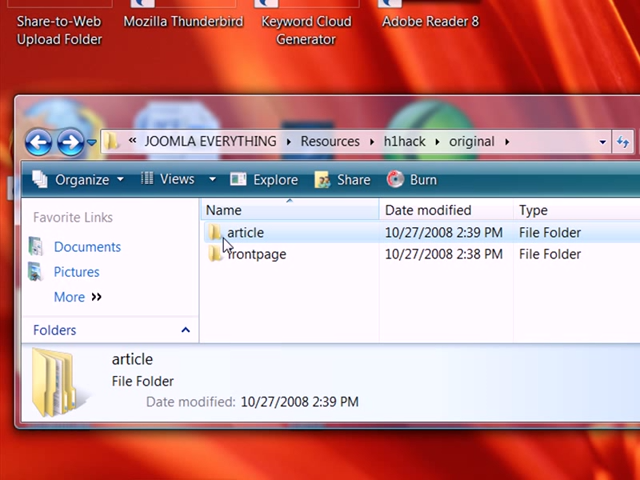 Share-to-Web Upload Folder
Mozilla Thunderbird
Keyword Cloud Generator
Adobe Reader 8
« JOOMLA EVERYTHING Resources h1hack original
Organize Views Explore Share Burn
Favorite Links
Documents
Pictures
More »
Folders
Name Date modified Type
article 10/27/2008 2:39 PM File Folder
frontpage 10/27/2008 2:38 PM File Folder
article
File Folder
Date modified: 10/27/2008 2:39 PM